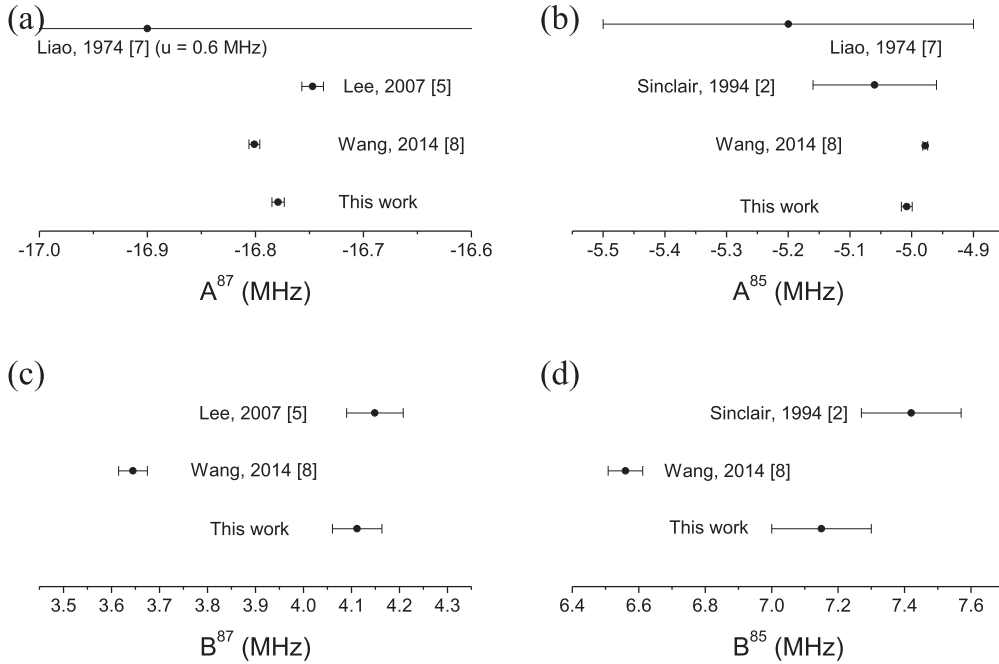 (a)
Liao, 1974 [7] (u = 0.6 MHz)
Lee, 2007 [5]
Wang, 2014 [8]
This work
-17.0 -16.9 -16.8 -16.7 -16.6
A87 (MHz)
(b)
Liao, 1974 [7]
Sinclair, 1994 [2]
Wang, 2014 [8]
This work
-5.5 -5.4 -5.3 -5.2 -5.1 -5.0 -4.9
A85 (MHz)
(c)
Lee, 2007 [5]
Wang, 2014 [8]
This work
3.5 3.6 3.7 3.8 3.9 4.0 4.1 4.2 4.3
B87 (MHz)
(d)
Sinclair, 1994 [2]
Wang, 2014 [8]
This work
6.4 6.6 6.8 7.0 7.2 7.4 7.6
B85 (MHz)